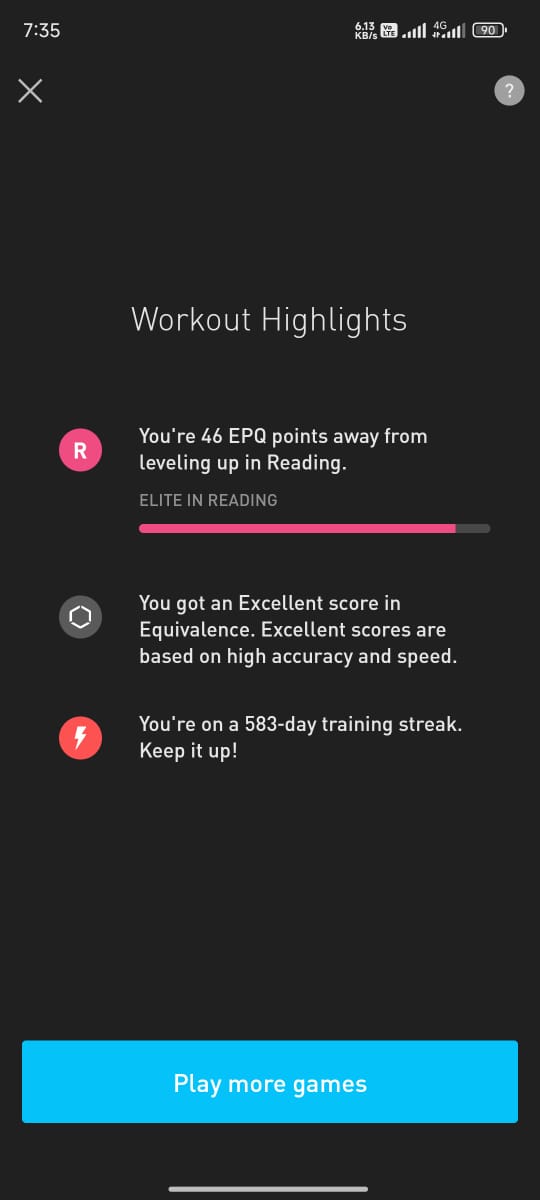 7:35
6.13
KB/s
Vo
LTE
4G
90
?
Workout Highlights
R
You're 46 EPQ points away from
leveling up in Reading.
ELITE IN READING
You got an Excellent score in
Equivalence. Excellent scores are
based on high accuracy and speed.
You're on a 583-day training streak.
Keep it up!
Play more games